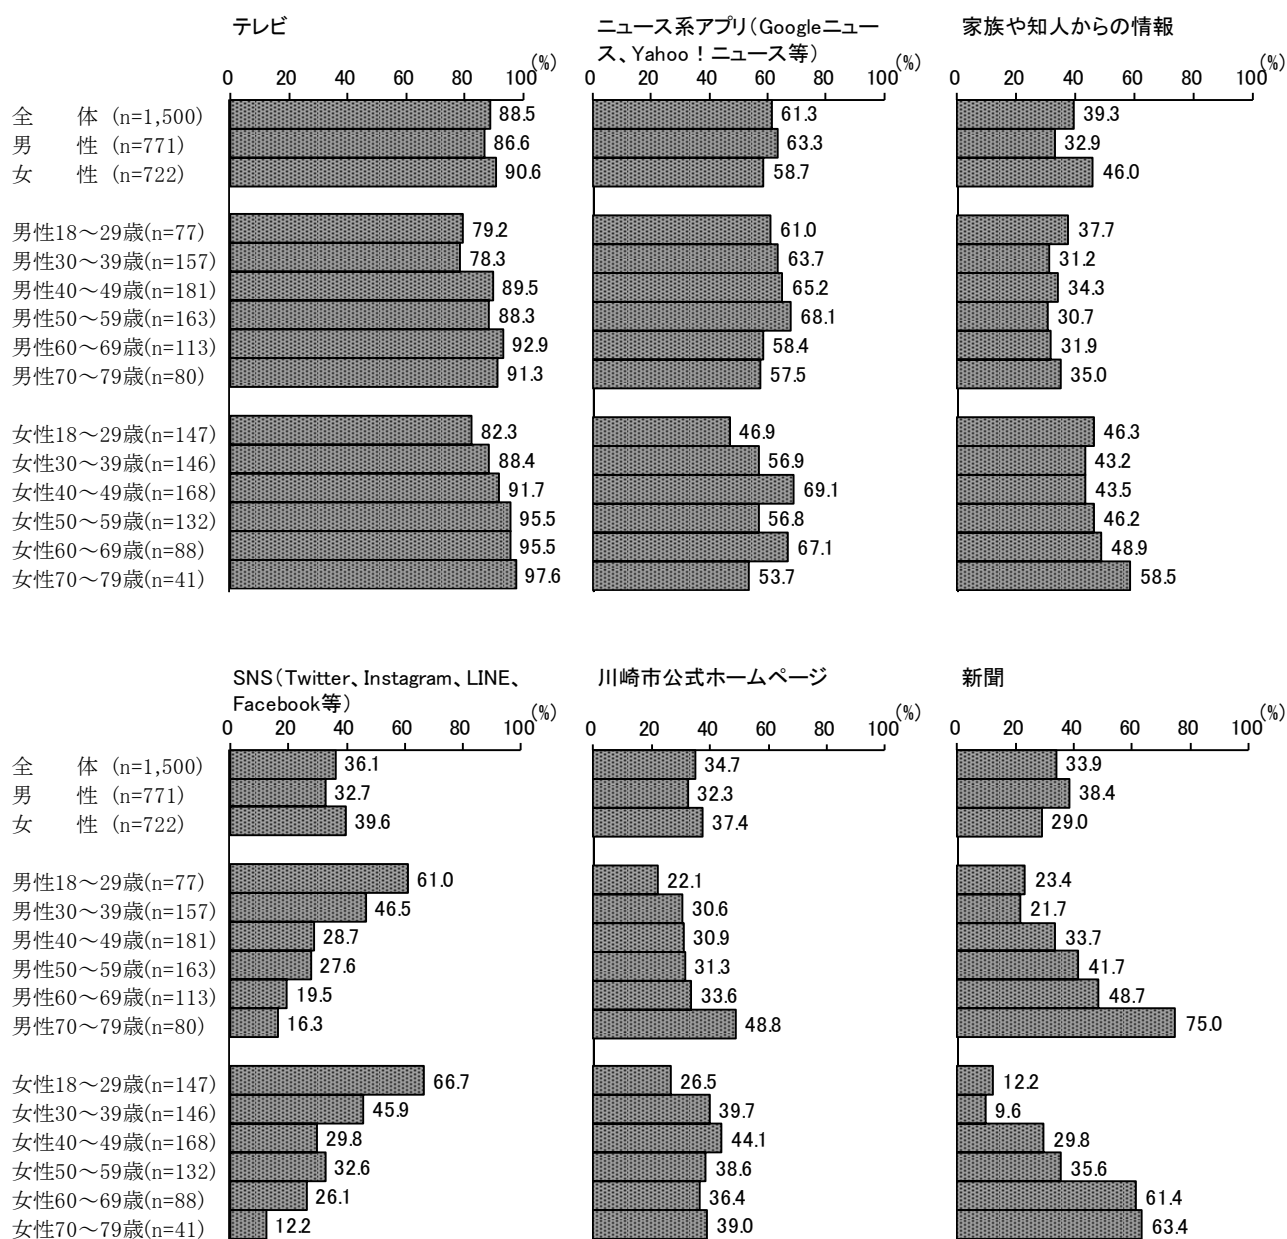 テレビ
ニュース系アプリ（Googleニュー
ス、Yahoo！ニュース等）
家族や知人からの情報
(%)
(%)
(%)
0 20 40 60 80 100
0 20 40 60 80 100
0 20 40 60 80 100
全　　体 (n=1,500) 88.5 61.3 39.3
男　　性 (n=771) 86.6 63.3 32.9
女　　性 (n=722) 90.6 58.7 46.0
男性18～29歳(n=77) 79.2 61.0 37.7
男性30～39歳(n=157) 78.3 63.7 31.2
男性40～49歳(n=181) 89.5 65.2 34.3
男性50～59歳(n=163) 88.3 68.1 30.7
男性60～69歳(n=113) 92.9 58.4 31.9
男性70～79歳(n=80) 91.3 57.5 35.0
女性18～29歳(n=147) 82.3 46.9 46.3
女性30～39歳(n=146) 88.4 56.9 43.2
女性40～49歳(n=168) 91.7 69.1 43.5
女性50～59歳(n=132) 95.5 56.8 46.2
女性60～69歳(n=88) 95.5 67.1 48.9
女性70～79歳(n=41) 97.6 53.7 58.5
SNS（Twitter、Instagram、LINE、
Facebook等）
川崎市公式ホームページ
新聞
(%)
(%)
(%)
0 20 40 60 80 100
0 20 40 60 80 100
0 20 40 60 80 100
全　　体 (n=1,500) 36.1 34.7 33.9
男　　性 (n=771) 32.7 32.3 38.4
女　　性 (n=722) 39.6 37.4 29.0
男性18～29歳(n=77) 61.0 22.1 23.4
男性30～39歳(n=157) 46.5 30.6 21.7
男性40～49歳(n=181) 28.7 30.9 33.7
男性50～59歳(n=163) 27.6 31.3 41.7
男性60～69歳(n=113) 19.5 33.6 48.7
男性70～79歳(n=80) 16.3 48.8 75.0
女性18～29歳(n=147) 66.7 26.5 12.2
女性30～39歳(n=146) 45.9 39.7 9.6
女性40～49歳(n=168) 29.8 44.1 29.8
女性50～59歳(n=132) 32.6 38.6 35.6
女性60～69歳(n=88) 26.1 36.4 61.4
女性70～79歳(n=41) 12.2 39.0 63.4